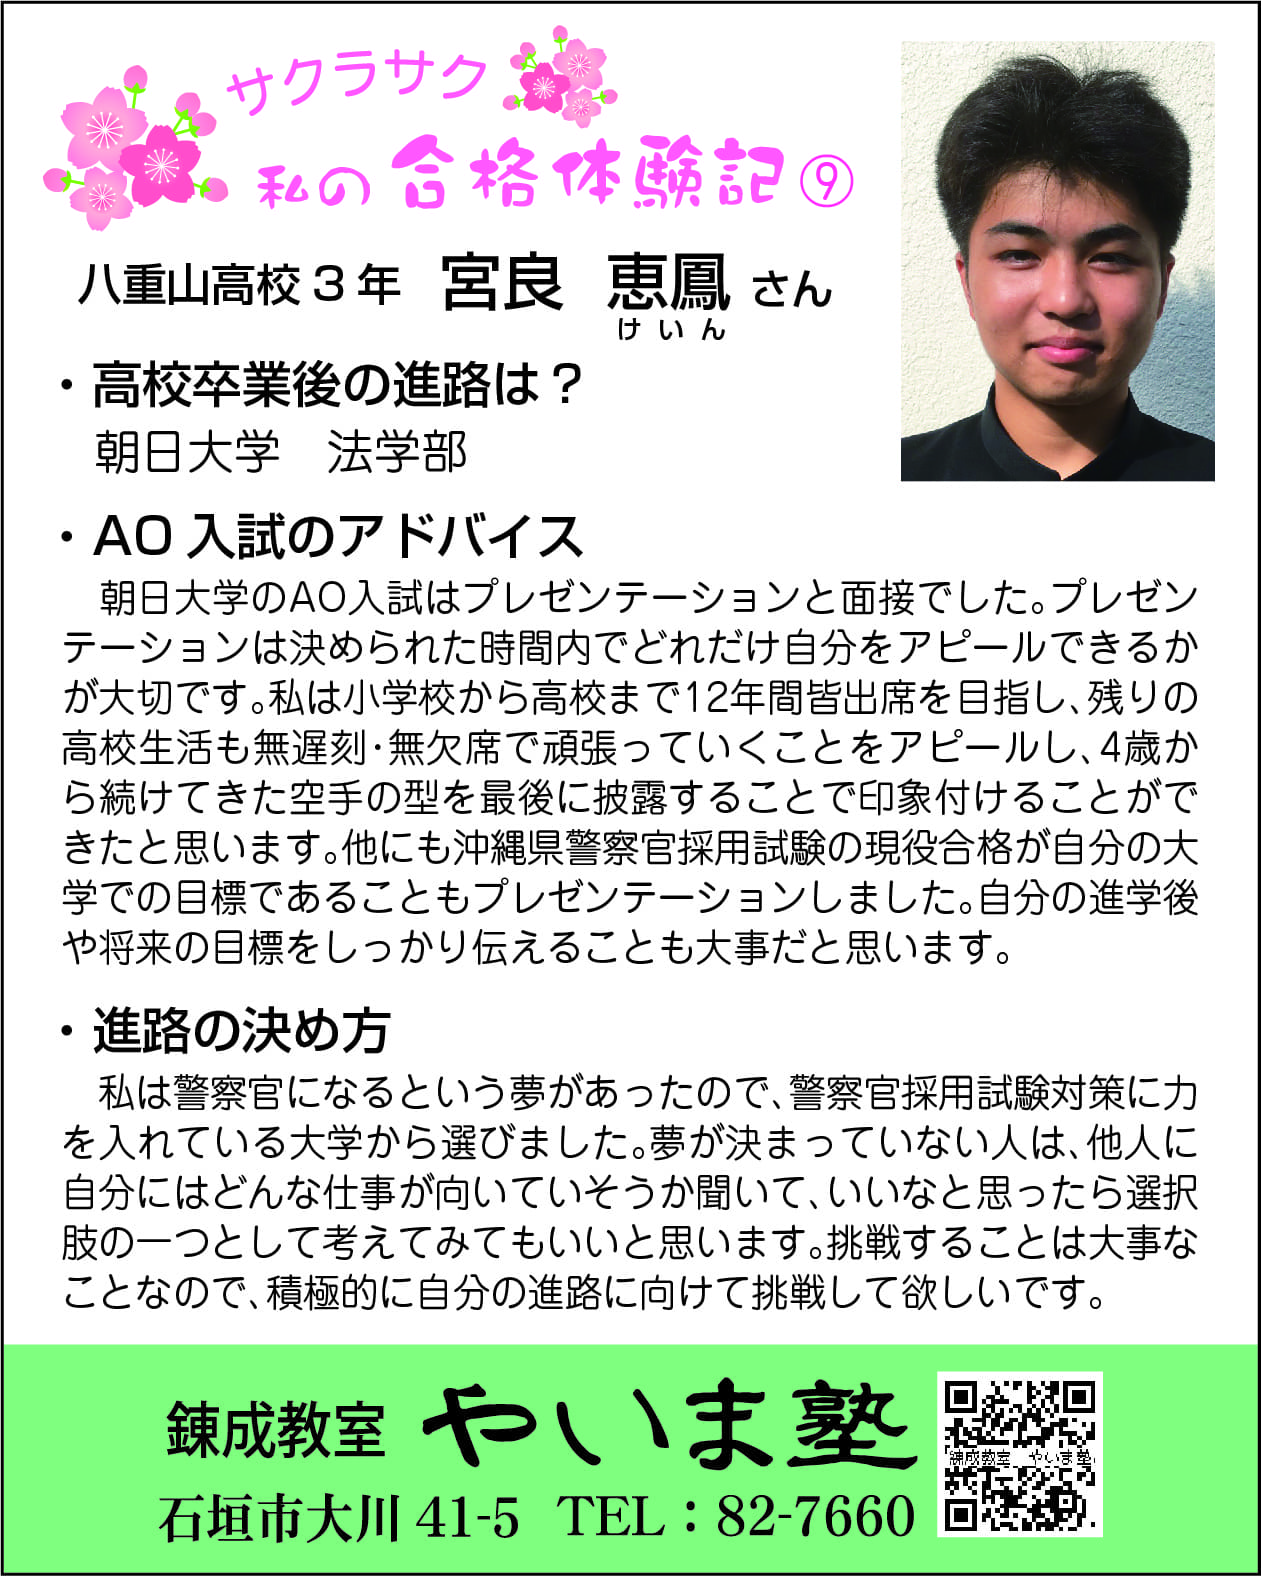 サクラサク
私の合格体験記⑨
八重山高校3年 宮良 恵鳳さん
けいん
・高校卒業後の進路は？
朝日大学 法学部
・AO入試のアドバイス
朝日大学のAO入試はプレゼンテーションと面接でした。プレゼン
テーションは決められた時間内でどれだけ自分をアピールできるか
が大切です。私は小学校から高校まで12年間皆出席を目指し、残りの
高校生活も無遅刻・無欠席で頑張っていくことをアピールし、4歳か
ら続けてきた空手の型を最後に披露することで印象付けることがで
きたと思います。他にも沖縄県警察官採用試験の現役合格が自分の大
学での目標であることもプレゼンテーションしました。自分の進学後
や将来の目標をしっかり伝えることも大事だと思います。
・進路の決め方
私は警察官になるという夢があったので、警察官採用試験対策に力
を入れている大学から選びました。夢が決まっていない人は、他人に
自分にはどんな仕事が向いていそうか聞いて、いいなと思ったら選択
肢の一つとして考えてみてもいいと思います。挑戦することは大事な
ことなので、積極的に自分の進路に向けて挑戦して欲しいです。
錬成教室 やいま塾
錬成教室 やいま塾
石垣市大川41-5 TEL：82-7660